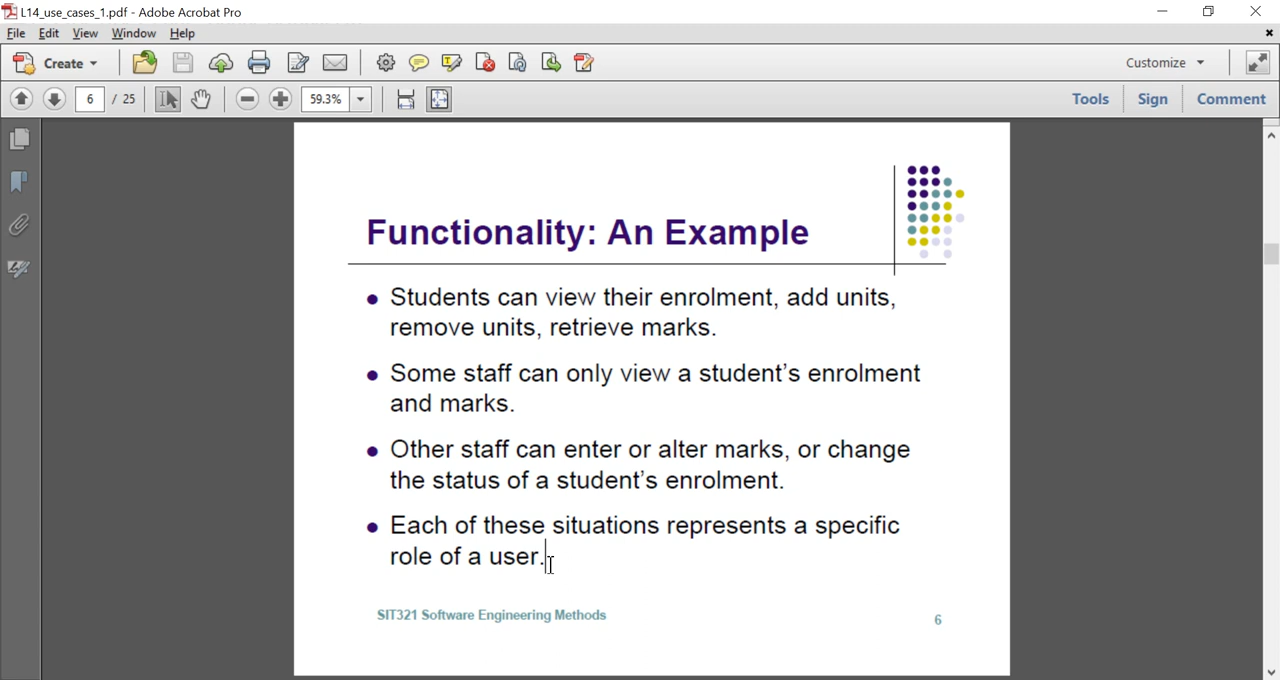 L14_use_cases_1.pdf - Adobe Acrobat Pro
File Edit View Window Help
Create Customize
6 / 25 59.3% Tools Sign Comment
Functionality: An Example
• Students can view their enrolment, add units,
remove units, retrieve marks.
• Some staff can only view a student's enrolment
and marks.
• Other staff can enter or alter marks, or change
the status of a student's enrolment.
• Each of these situations represents a specific
role of a user.
SIT321 Software Engineering Methods 6